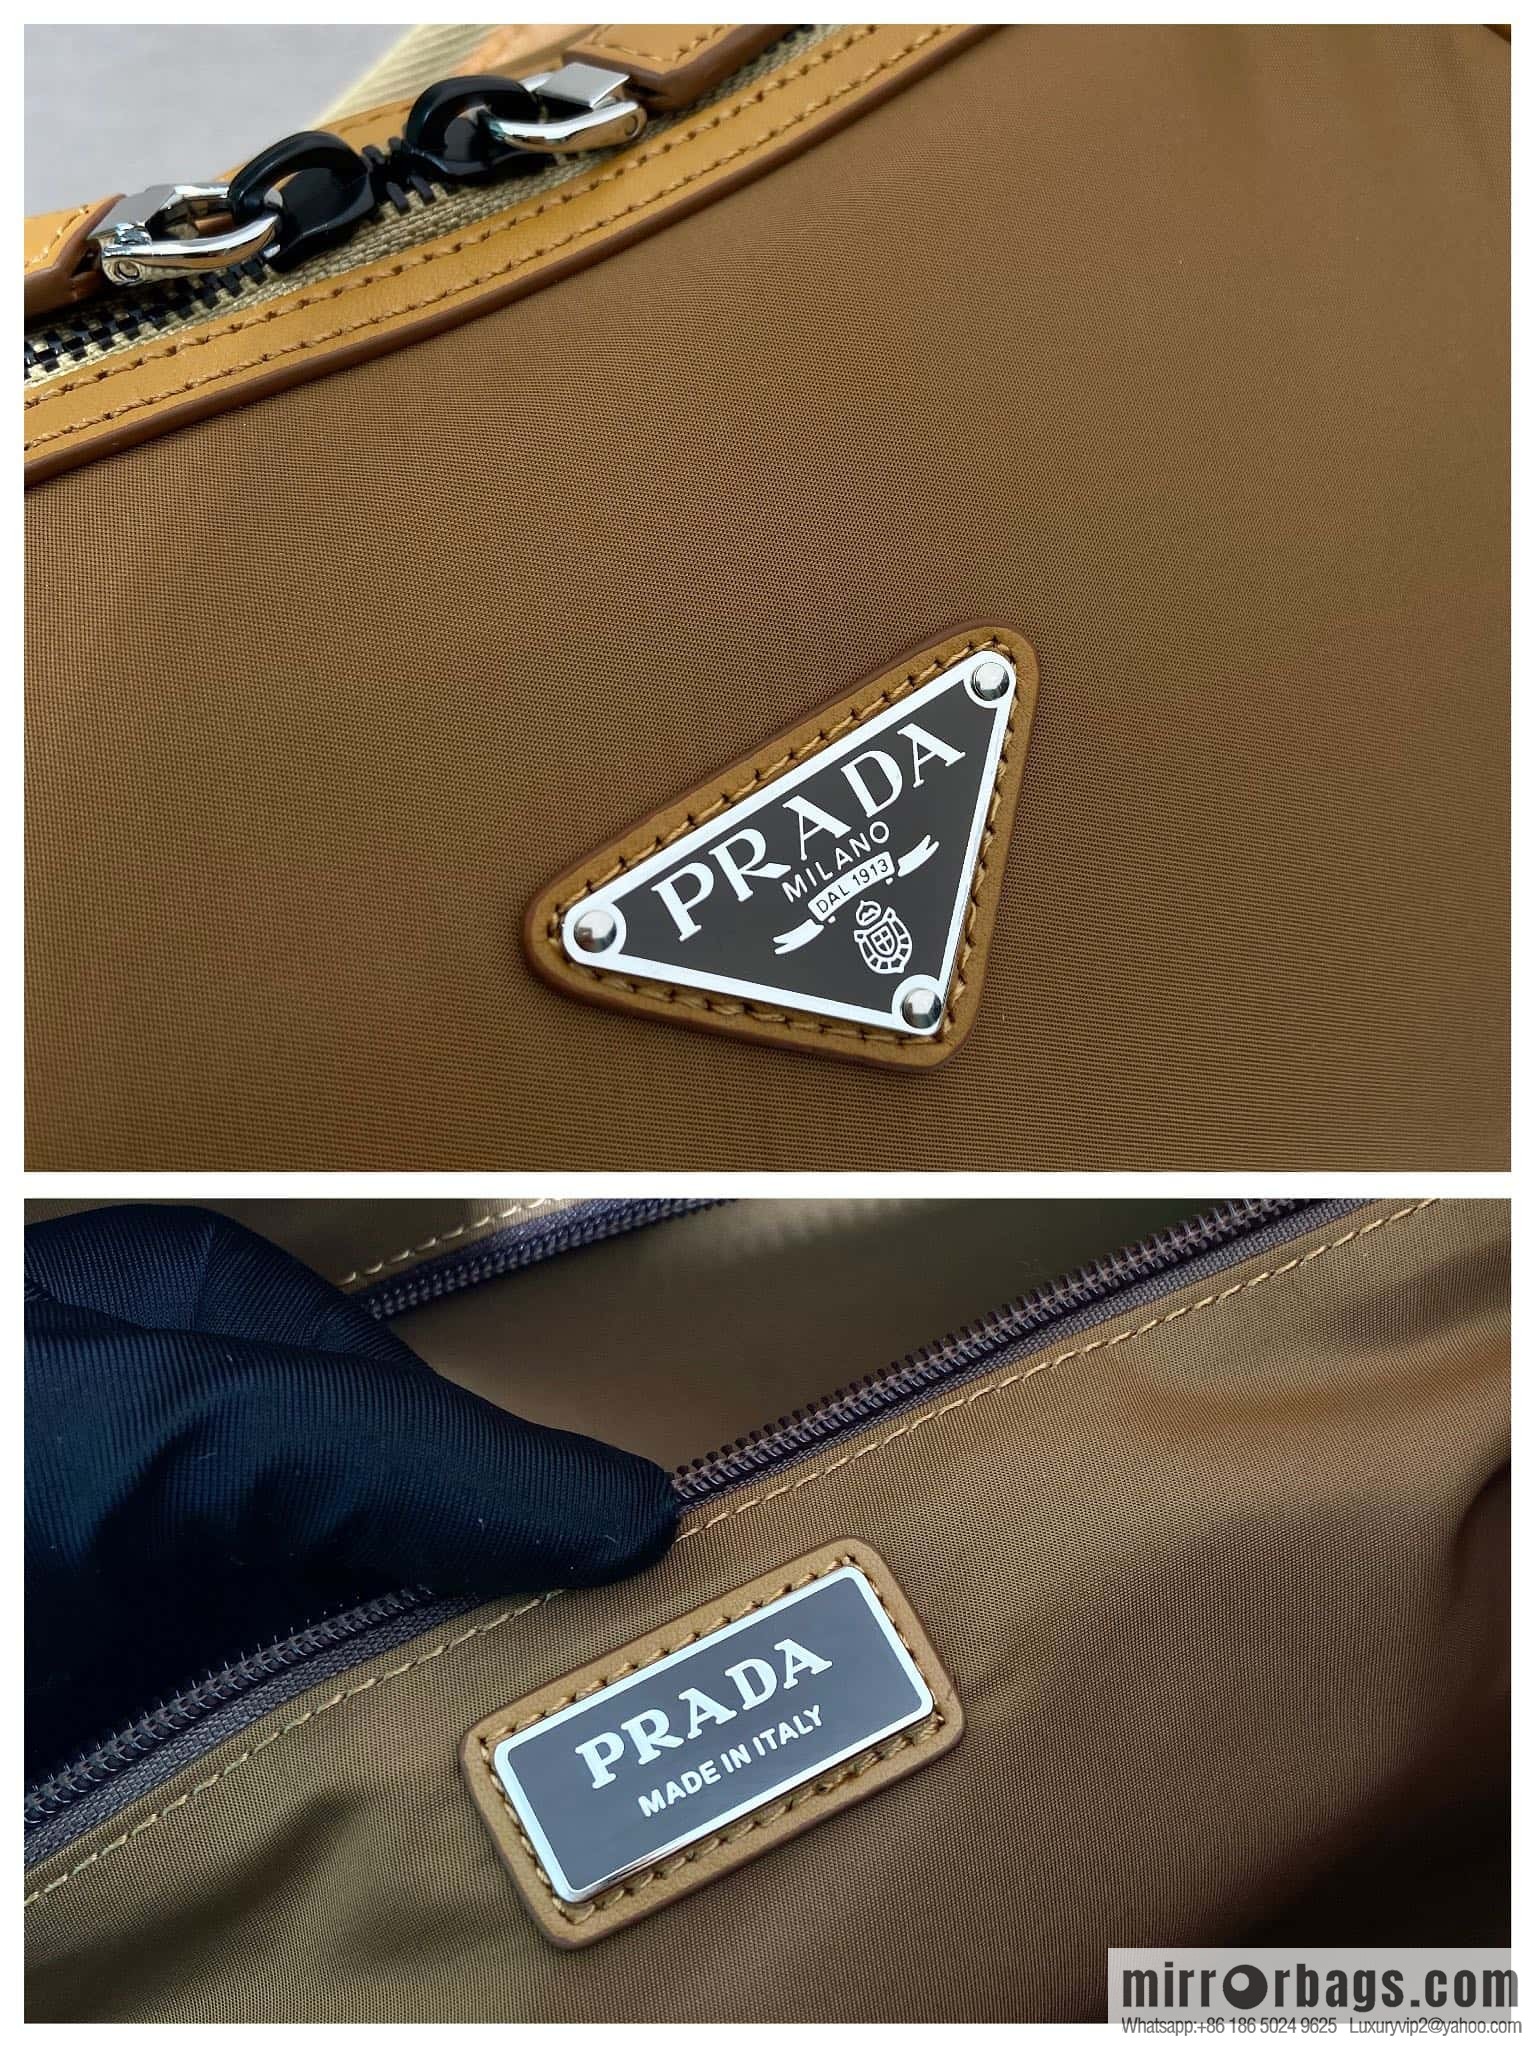 PRADA
MILANO
DAL 1913
PRADA
MADE IN ITALY
mirrorbags.com
Whatsapp:+86 186 5024 9625 Luxuryvip2@yahoo.com